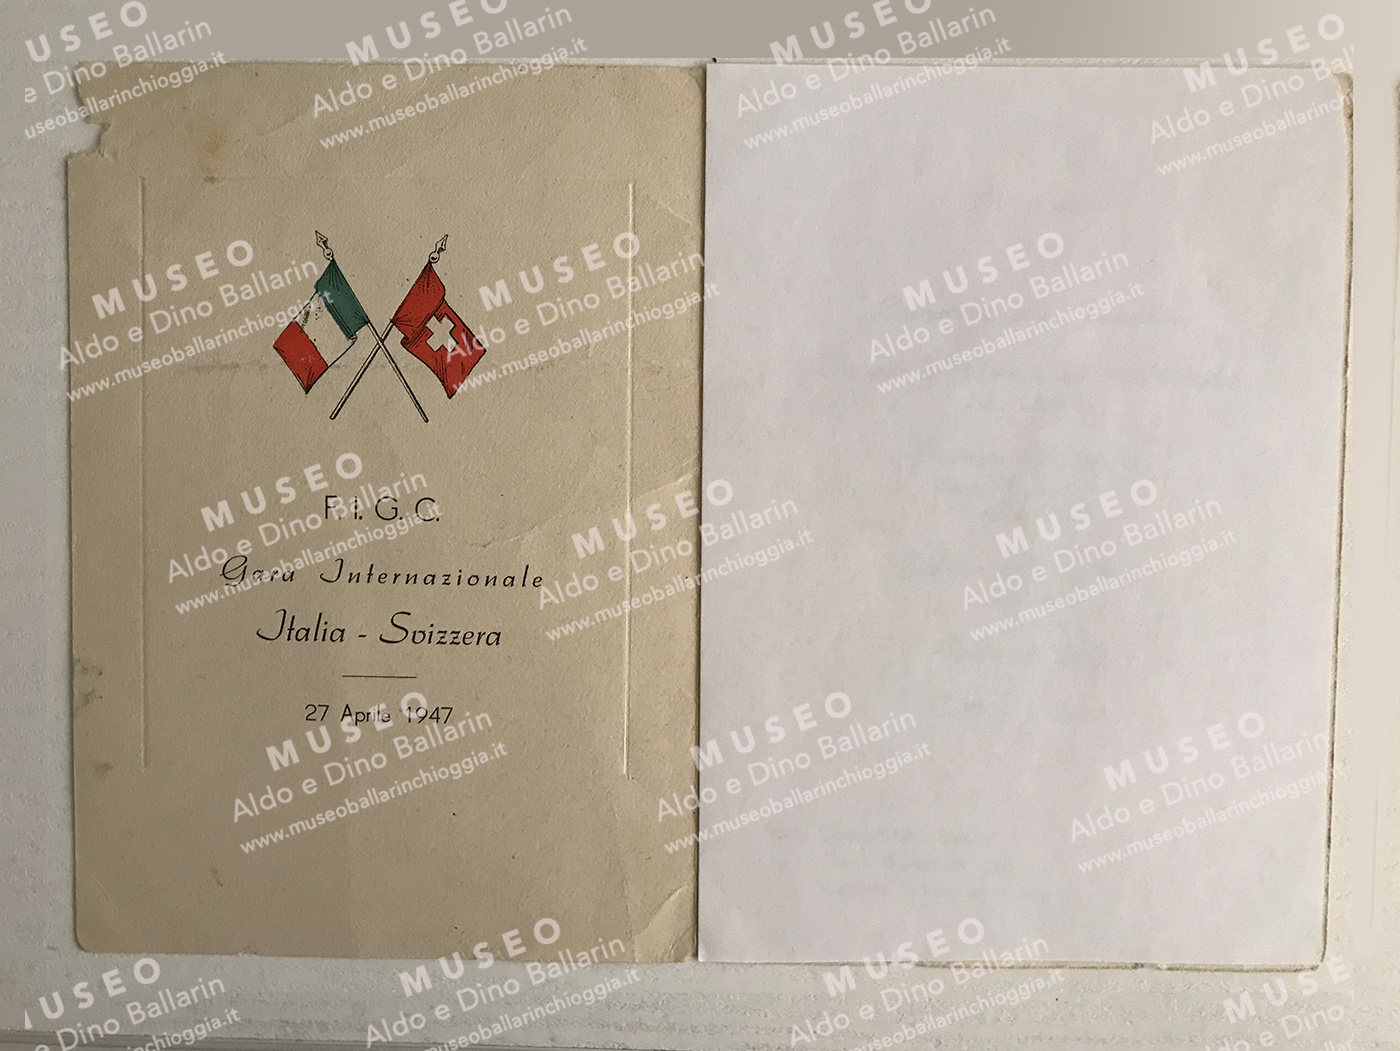 F. I. G. C.
Gara Internazionale
Italia - Svizzera
27 Aprile 1947
MUSEO
Aldo e Dino Ballarin
www.museoballarinchioggia.it